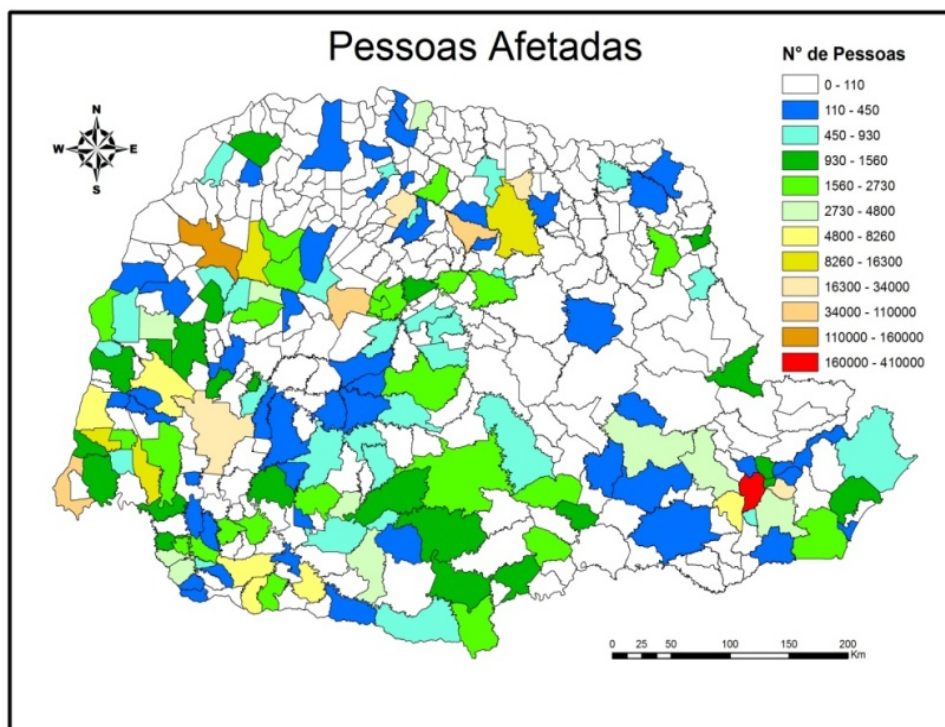 Pessoas Afetadas
N° de Pessoas
0 - 110
110 - 450
450 - 930
930 - 1560
1560 - 2730
2730 - 4800
4800 - 8260
8260 - 16300
16300 - 34000
34000 - 110000
110000 - 160000
160000 - 410000
N
W E
S
0 25 50 100 150 200
Km